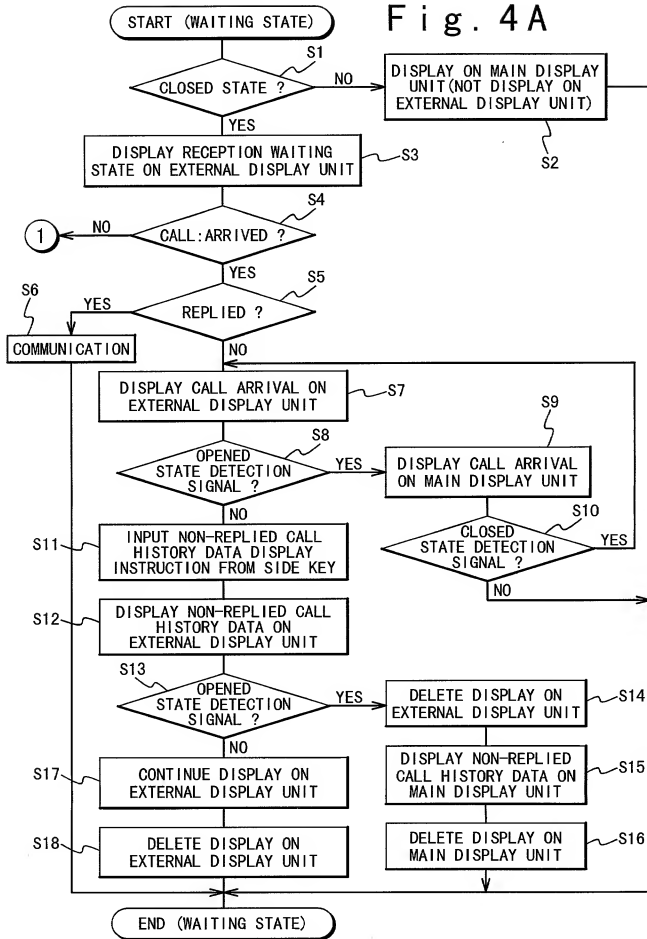 Fig. 4A
START (WAITING STATE)
S1
CLOSED STATE ?
NO
DISPLAY ON MAIN DISPLAY
UNIT(NOT DISPLAY ON
EXTERNAL DISPLAY UNIT)
S2
YES
DISPLAY RECEPTION WAITING
STATE ON EXTERNAL DISPLAY UNIT
S3
S4
1
NO
CALL:ARRIVED ?
YES
S5
S6
YES
REPLIED ?
COMMUNICATION
NO
DISPLAY CALL ARRIVAL ON
EXTERNAL DISPLAY UNIT
S7
S8
OPENED
STATE DETECTION
SIGNAL ?
YES
S9
DISPLAY CALL ARRIVAL
ON MAIN DISPLAY UNIT
S10
CLOSED
STATE DETECTION
SIGNAL ?
YES
NO
NO
S11
INPUT NON-REPLIED CALL
HISTORY DATA DISPLAY
INSTRUCTION FROM SIDE KEY
S12
DISPLAY NON-REPLIED CALL
HISTORY DATA ON
EXTERNAL DISPLAY UNIT
S13
OPENED
STATE DETECTION
SIGNAL ?
YES
DELETE DISPLAY ON
EXTERNAL DISPLAY UNIT
S14
NO
DISPLAY NON-REPLIED
CALL HISTORY DATA ON
MAIN DISPLAY UNIT
S15
S17
CONTINUE DISPLAY ON
EXTERNAL DISPLAY UNIT
DELETE DISPLAY ON
MAIN DISPLAY UNIT
S16
S18
DELETE DISPLAY ON
EXTERNAL DISPLAY UNIT
END (WAITING STATE)